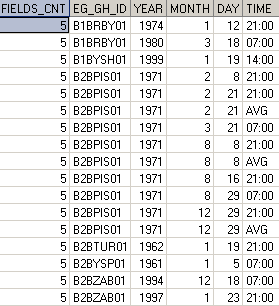 FIELDS_CNT EG_GH_ID YEAR MONTH DAY TIME
5 B1BRBY01 1974 1 12 21:00
5 B1BRBY01 1980 3 18 07:00
5 B1BYSH01 1999 1 19 14:00
5 B2BPIS01 1971 2 8 21:00
5 B2BPIS01 1971 2 21 21:00
5 B2BPIS01 1971 2 21 AVG
5 B2BPIS01 1971 3 21 07:00
5 B2BPIS01 1971 8 8 21:00
5 B2BPIS01 1971 8 8 AVG
5 B2BPIS01 1971 8 16 21:00
5 B2BPIS01 1971 8 29 07:00
5 B2BPIS01 1971 12 29 21:00
5 B2BPIS01 1971 12 29 AVG
5 B2BTUR01 1962 1 19 21:00
5 B2BYSP01 1961 1 5 07:00
5 B2BZAB01 1994 12 18 07:00
5 B2BZAB01 1997 1 23 21:00